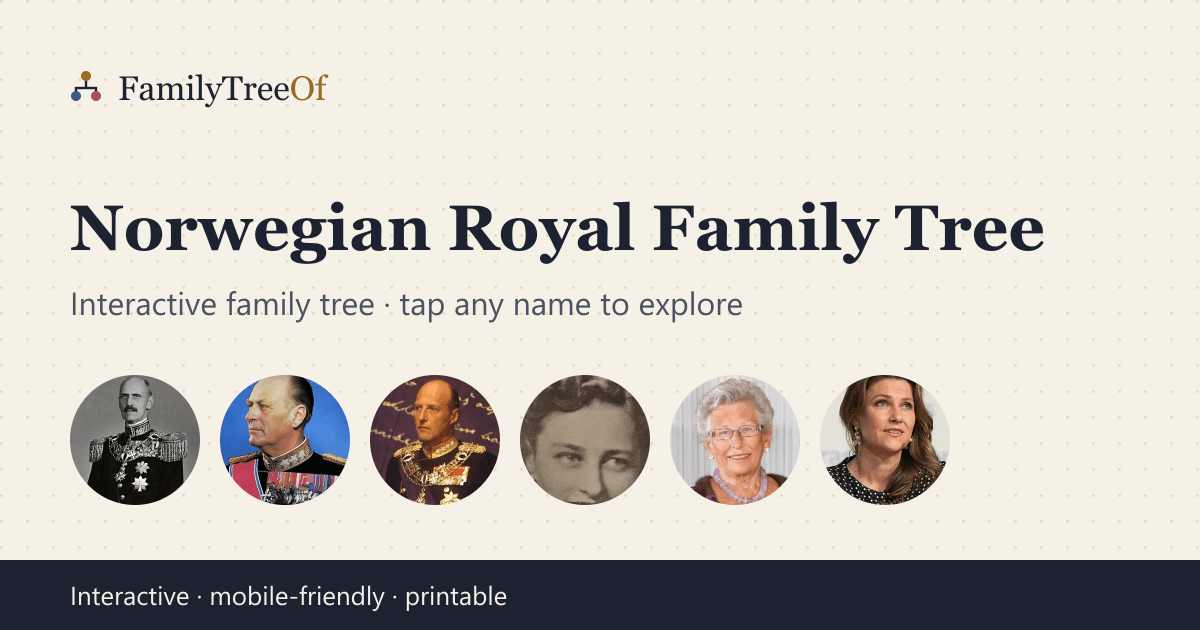 FamilyTreeOf
Norwegian Royal Family Tree
Interactive family tree · tap any name to explore
Interactive · mobile-friendly · printable